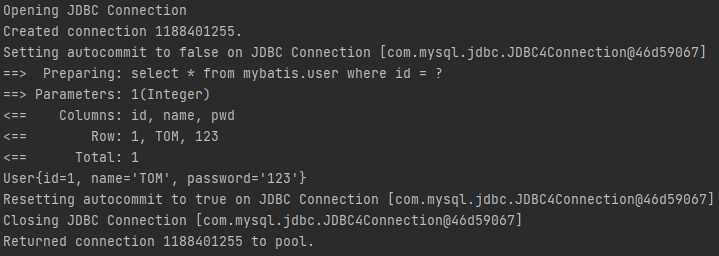 Opening JDBC Connection
Created connection 1188401255.
Setting autocommit to false on JDBC Connection [com.mysql.jdbc.JDBC4Connection@46d59067]
==>  Preparing: select * from mybatis.user where id = ?
==> Parameters: 1(Integer)
<==    Columns: id, name, pwd
<==        Row: 1, TOM, 123
<==      Total: 1
User{id=1, name='TOM', password='123'}
Resetting autocommit to true on JDBC Connection [com.mysql.jdbc.JDBC4Connection@46d59067]
Closing JDBC Connection [com.mysql.jdbc.JDBC4Connection@46d59067]
Returned connection 1188401255 to pool.